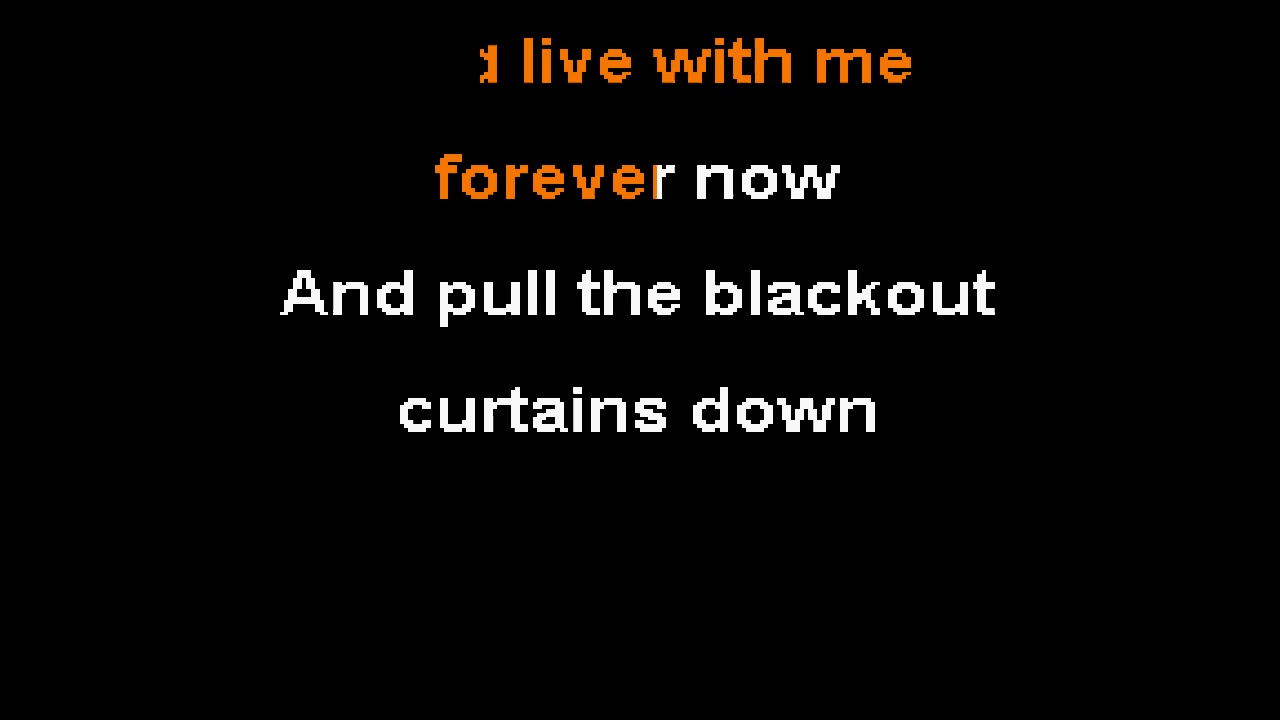 live with me
forever now
And pull the blackout
curtains down